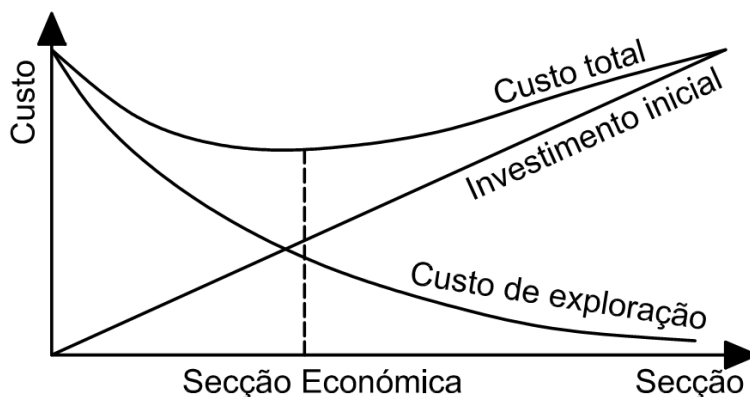 Custo
Custo total
Investimento inicial
Custo de exploração
Secção Económica
Secção